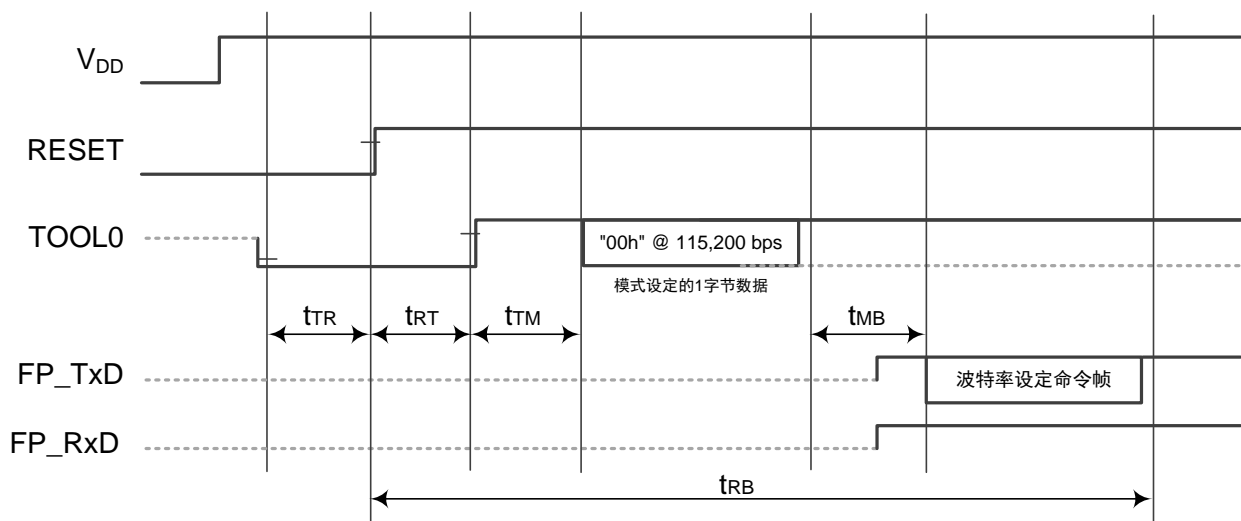 VDD
RESET
TOOL0
"00h" @ 115,200 bps
模式设定的1字节数据
tTR
tRT
tTM
tMB
FP_TxD
波特率设定命令帧
FP_RxD
tRB